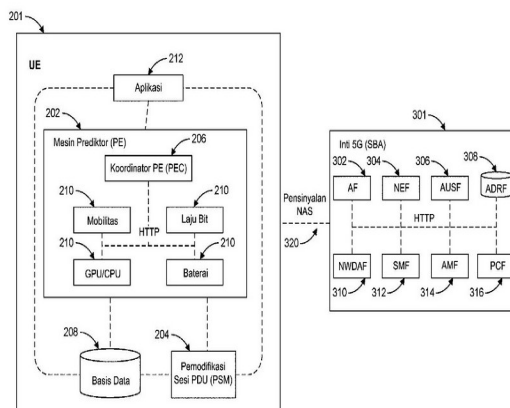 201
UE
212
Aplikasi
202
Mesin Prediktor (PE)
206
Koordinator PE (PEC)
210
210
Mobilitas
Laju Bit
HTTP
210
210
GPU/CPU
Baterai
208
204
Basis Data
Pemodifikasi
Sesi PDU (PSM)
Pensinyalan
NAS
320
301
Inti 5G (SBA)
302
304
306
308
AF
NEF
AUSF
ADRF
HTTP
NWDAF
SMF
AMF
PCF
310
312
314
316